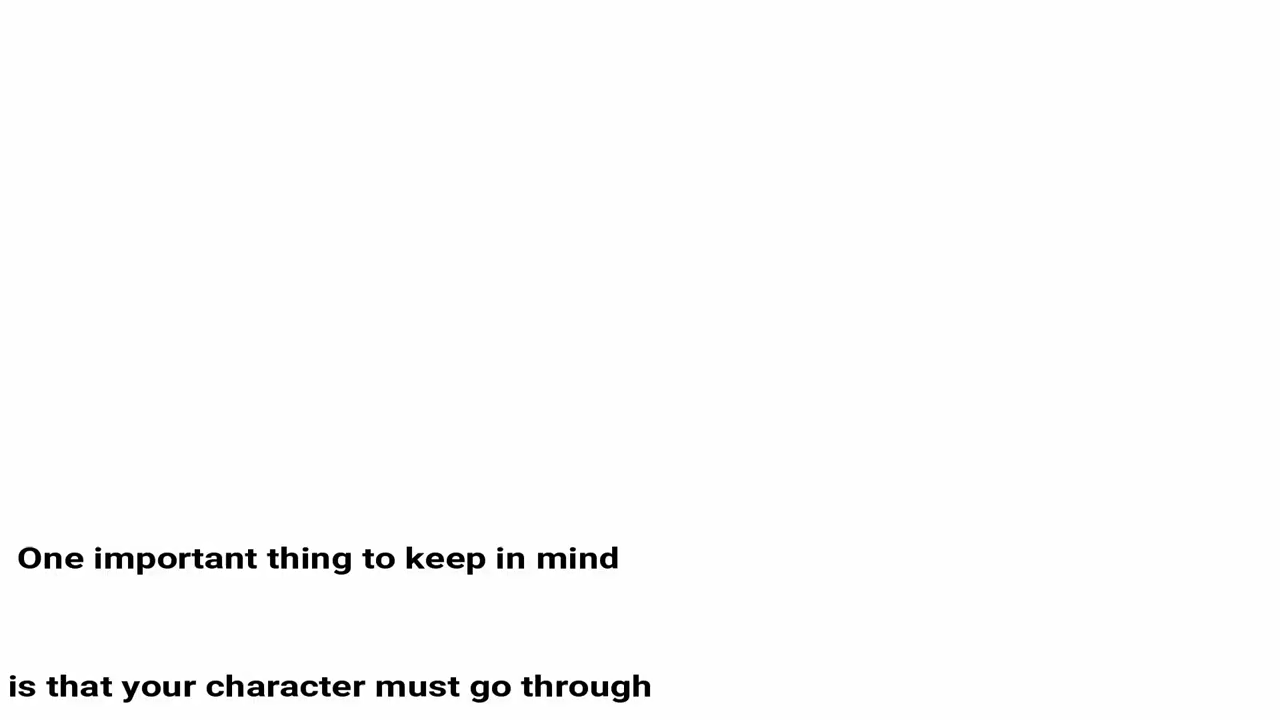 One important thing to keep in mind
is that your character must go through